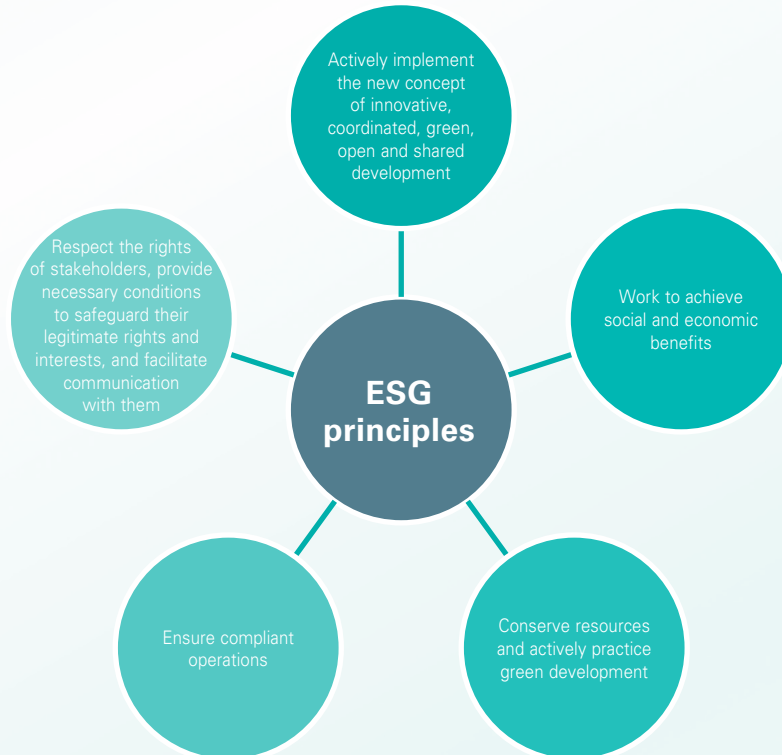 Actively implement
the new concept
of innovative,
coordinated, green,
open and shared
development
Respect the rights
of stakeholders, provide
necessary conditions
to safeguard their
legitimate rights and
interests, and facilitate
communication
with them
Work to achieve
social and economic
benefits
ESG
principles
Ensure compliant
operations
Conserve resources
and actively practice
green development